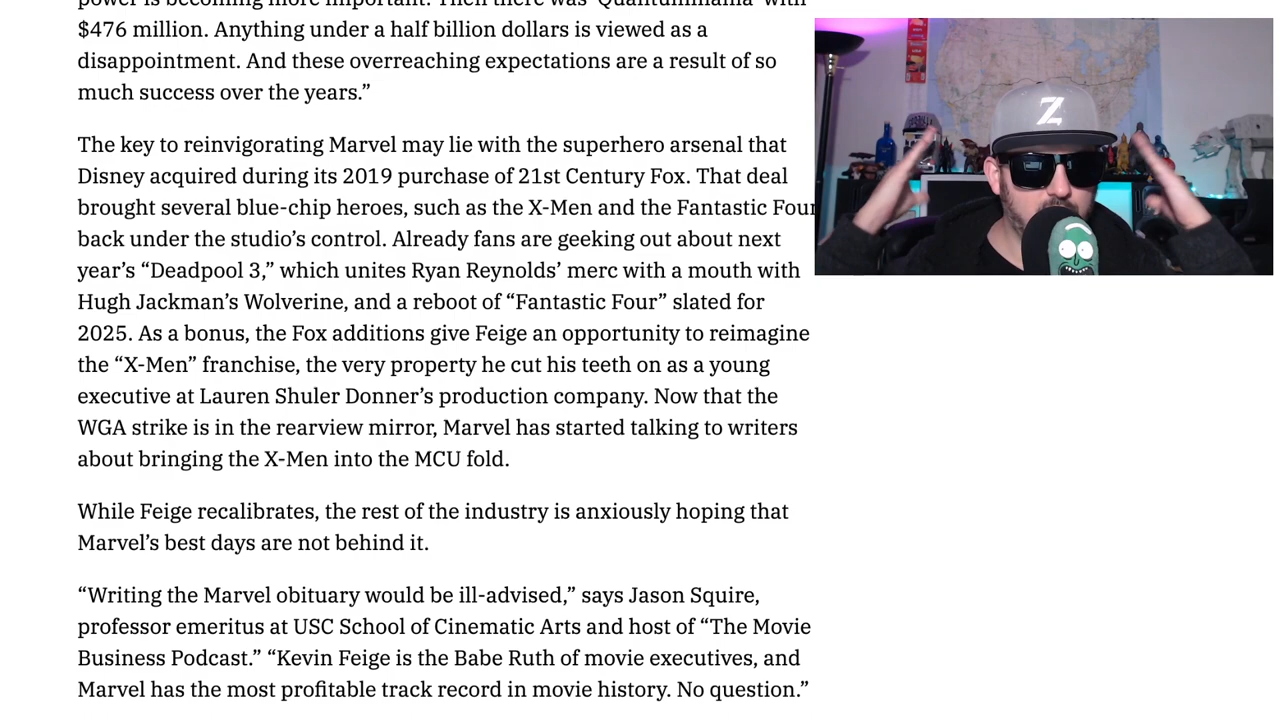 power is becoming more important. Then there was ‘Quantumania’ with
$476 million. Anything under a half billion dollars is viewed as a
disappointment. And these overreaching expectations are a result of so
much success over the years.”
The key to reinvigorating Marvel may lie with the superhero arsenal that
Disney acquired during its 2019 purchase of 21st Century Fox. That deal
brought several blue-chip heroes, such as the X-Men and the Fantastic Four
back under the studio’s control. Already fans are geeking out about next
year’s “Deadpool 3,” which unites Ryan Reynolds’ merc with a mouth with
Hugh Jackman’s Wolverine, and a reboot of “Fantastic Four” slated for
2025. As a bonus, the Fox additions give Feige an opportunity to reimagine
the “X-Men” franchise, the very property he cut his teeth on as a young
executive at Lauren Shuler Donner’s production company. Now that the
WGA strike is in the rearview mirror, Marvel has started talking to writers
about bringing the X-Men into the MCU fold.
While Feige recalibrates, the rest of the industry is anxiously hoping that
Marvel’s best days are not behind it.
“Writing the Marvel obituary would be ill-advised,” says Jason Squire,
professor emeritus at USC School of Cinematic Arts and host of “The Movie
Business Podcast.” “Kevin Feige is the Babe Ruth of movie executives, and
Marvel has the most profitable track record in movie history. No question.”
Z